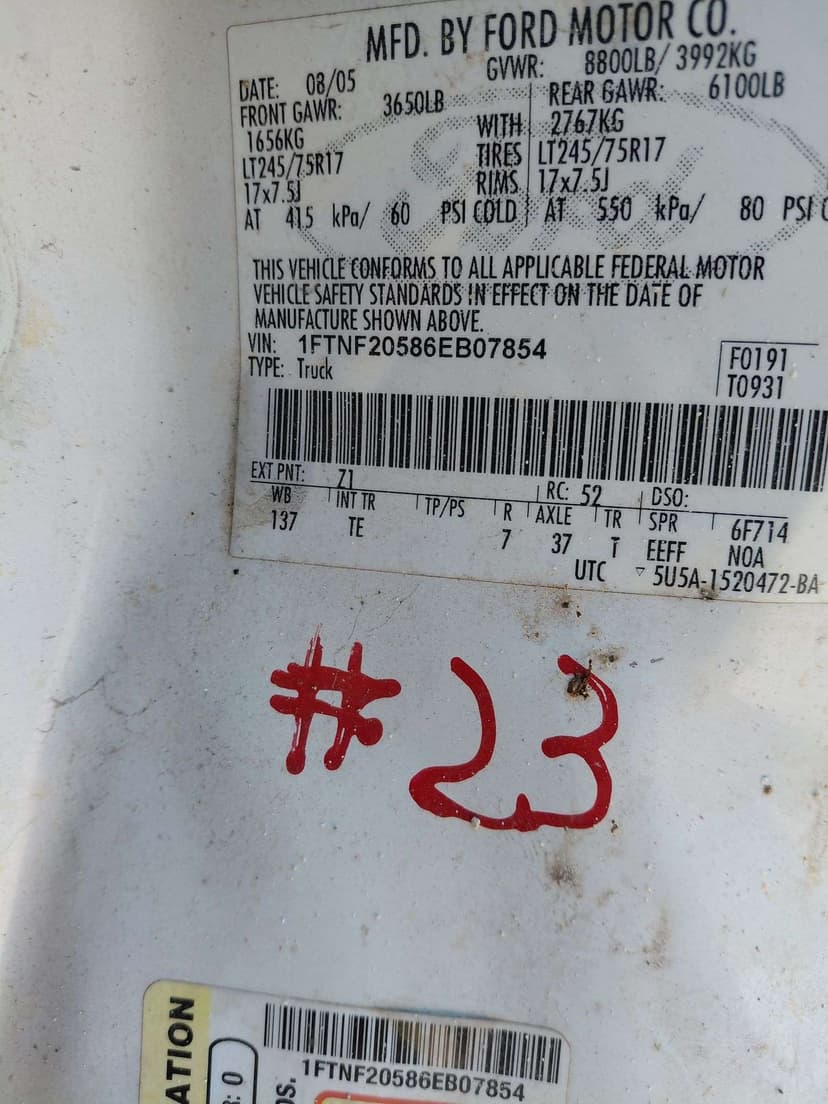 MFD. BY FORD MOTOR CO.
DATE: 08/05 GVWR: 8800LB/ 3992KG
FRONT GAWR: 3650LB REAR GAWR: 6100LB
1656KG WITH 2767KG
LT245/75R17 TIRES LT245/75R17
17x7.5J RIMS 17x7.5J
AT 415 kPa/ 60 PSI COLD AT 550 kPa/ 80 PSI C
THIS VEHICLE CONFORMS TO ALL APPLICABLE FEDERAL MOTOR
VEHICLE SAFETY STANDARDS IN EFFECT ON THE DATE OF
MANUFACTURE SHOWN ABOVE.
VIN: 1FTNF20586EB07854 F0191
TYPE: Truck T0931
EXT PNT: Z1 RC: 52 DSO:
WB INT TR TP/PS R AXLE TR SPR 6F714
137 TE 7 37 T EEFF NOA
UTC ▽ 5U5A-1520472-BA
#23
ATION
R: 0
OS.
1FTNF20586EB07854